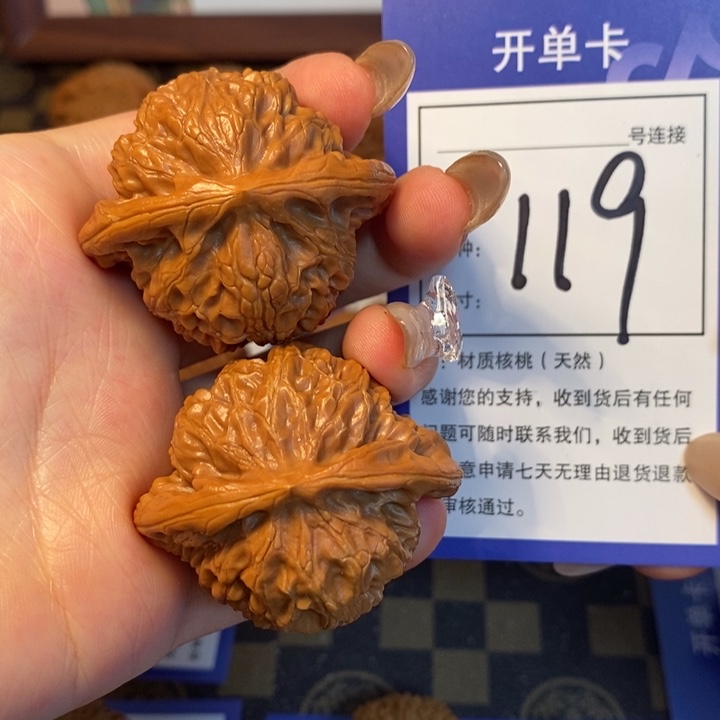 开单卡
号连接
119
种：
寸：
：材质核桃（天然）
感谢您的支持，收到货后有任何
问题可随时联系我们，收到货后
意申请七天无理由退货退款
审核通过。
开单